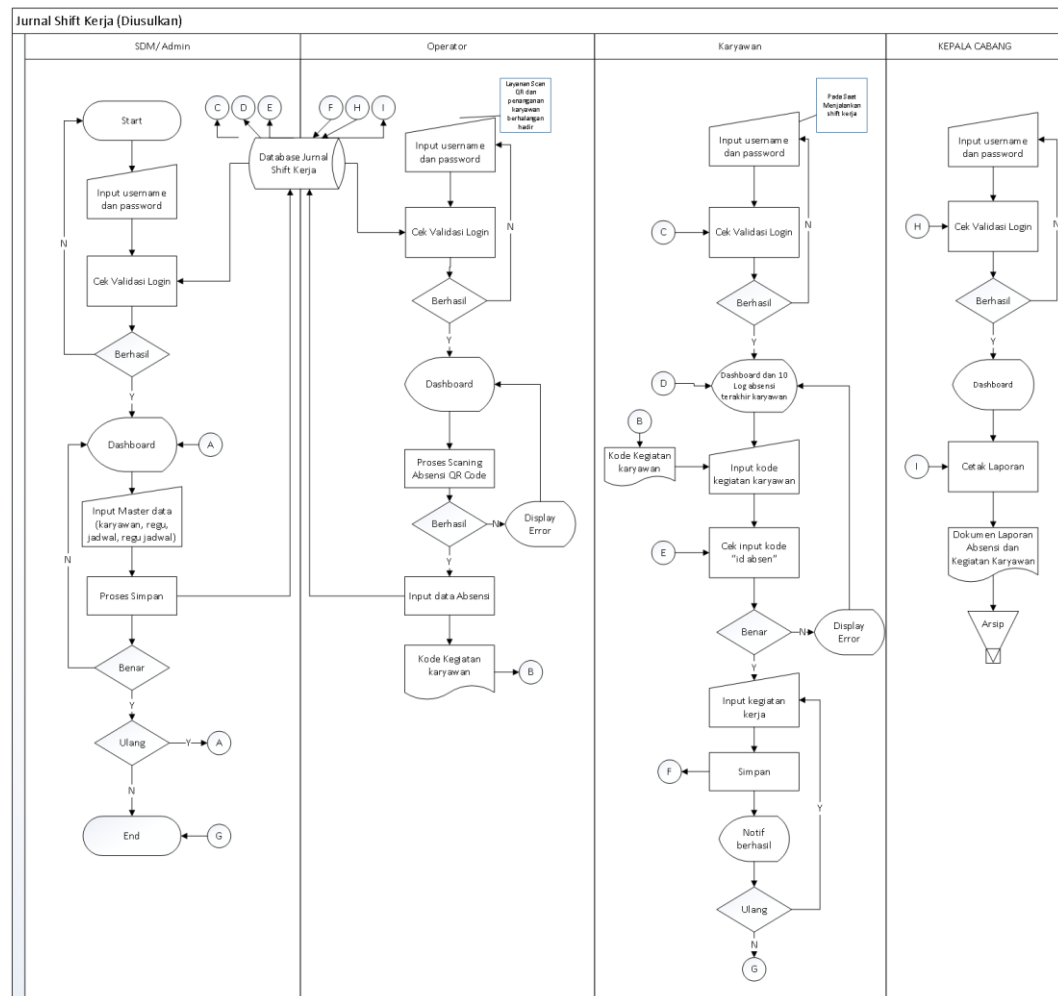 Jurnal Shift Kerja (Diusulkan)
SDM/ Admin
Operator
Karyawan
KEPALA CABANG
Start
Input username
dan password
N
Cek Validasi Login
Berhasil
Y
Dashboard
A
Input Master data
(karyawan, regu,
jadwal, regu jadwal)
N
Proses Simpan
Benar
Y
Ulang
Y
A
N
End
G
C
D
E
F
H
I
Database Jurnal
Shift Kerja
Layanan Scan
QR dan
penanganan
karyawan
berhalangan
hadir
Input username
dan password
Cek Validasi Login
N
Berhasil
Y
Dashboard
Proses Scaning
Absensi QR Code
Berhasil
N
Display
Error
Y
Input data Absensi
Kode Kegiatan
karyawan
B
Pada Saat
Menjalankan
shift kerja
Input username
dan password
C
Cek Validasi Login
N
Berhasil
Y
D
Dashboard dan 10
Log absensi
terakhir karyawan
B
Kode Kegiatan
karyawan
Input kode
kegiatan karyawan
E
Cek input kode
"id absen"
Benar
N
Display
Error
Y
Input kegiatan
kerja
F
Simpan
Y
Notif
berhasil
Ulang
N
G
Input username
dan password
H
Cek Validasi Login
N
Berhasil
Y
Dashboard
I
Cetak Laporan
Dokumen Laporan
Absensi dan
Kegiatan Karyawan
Arsip